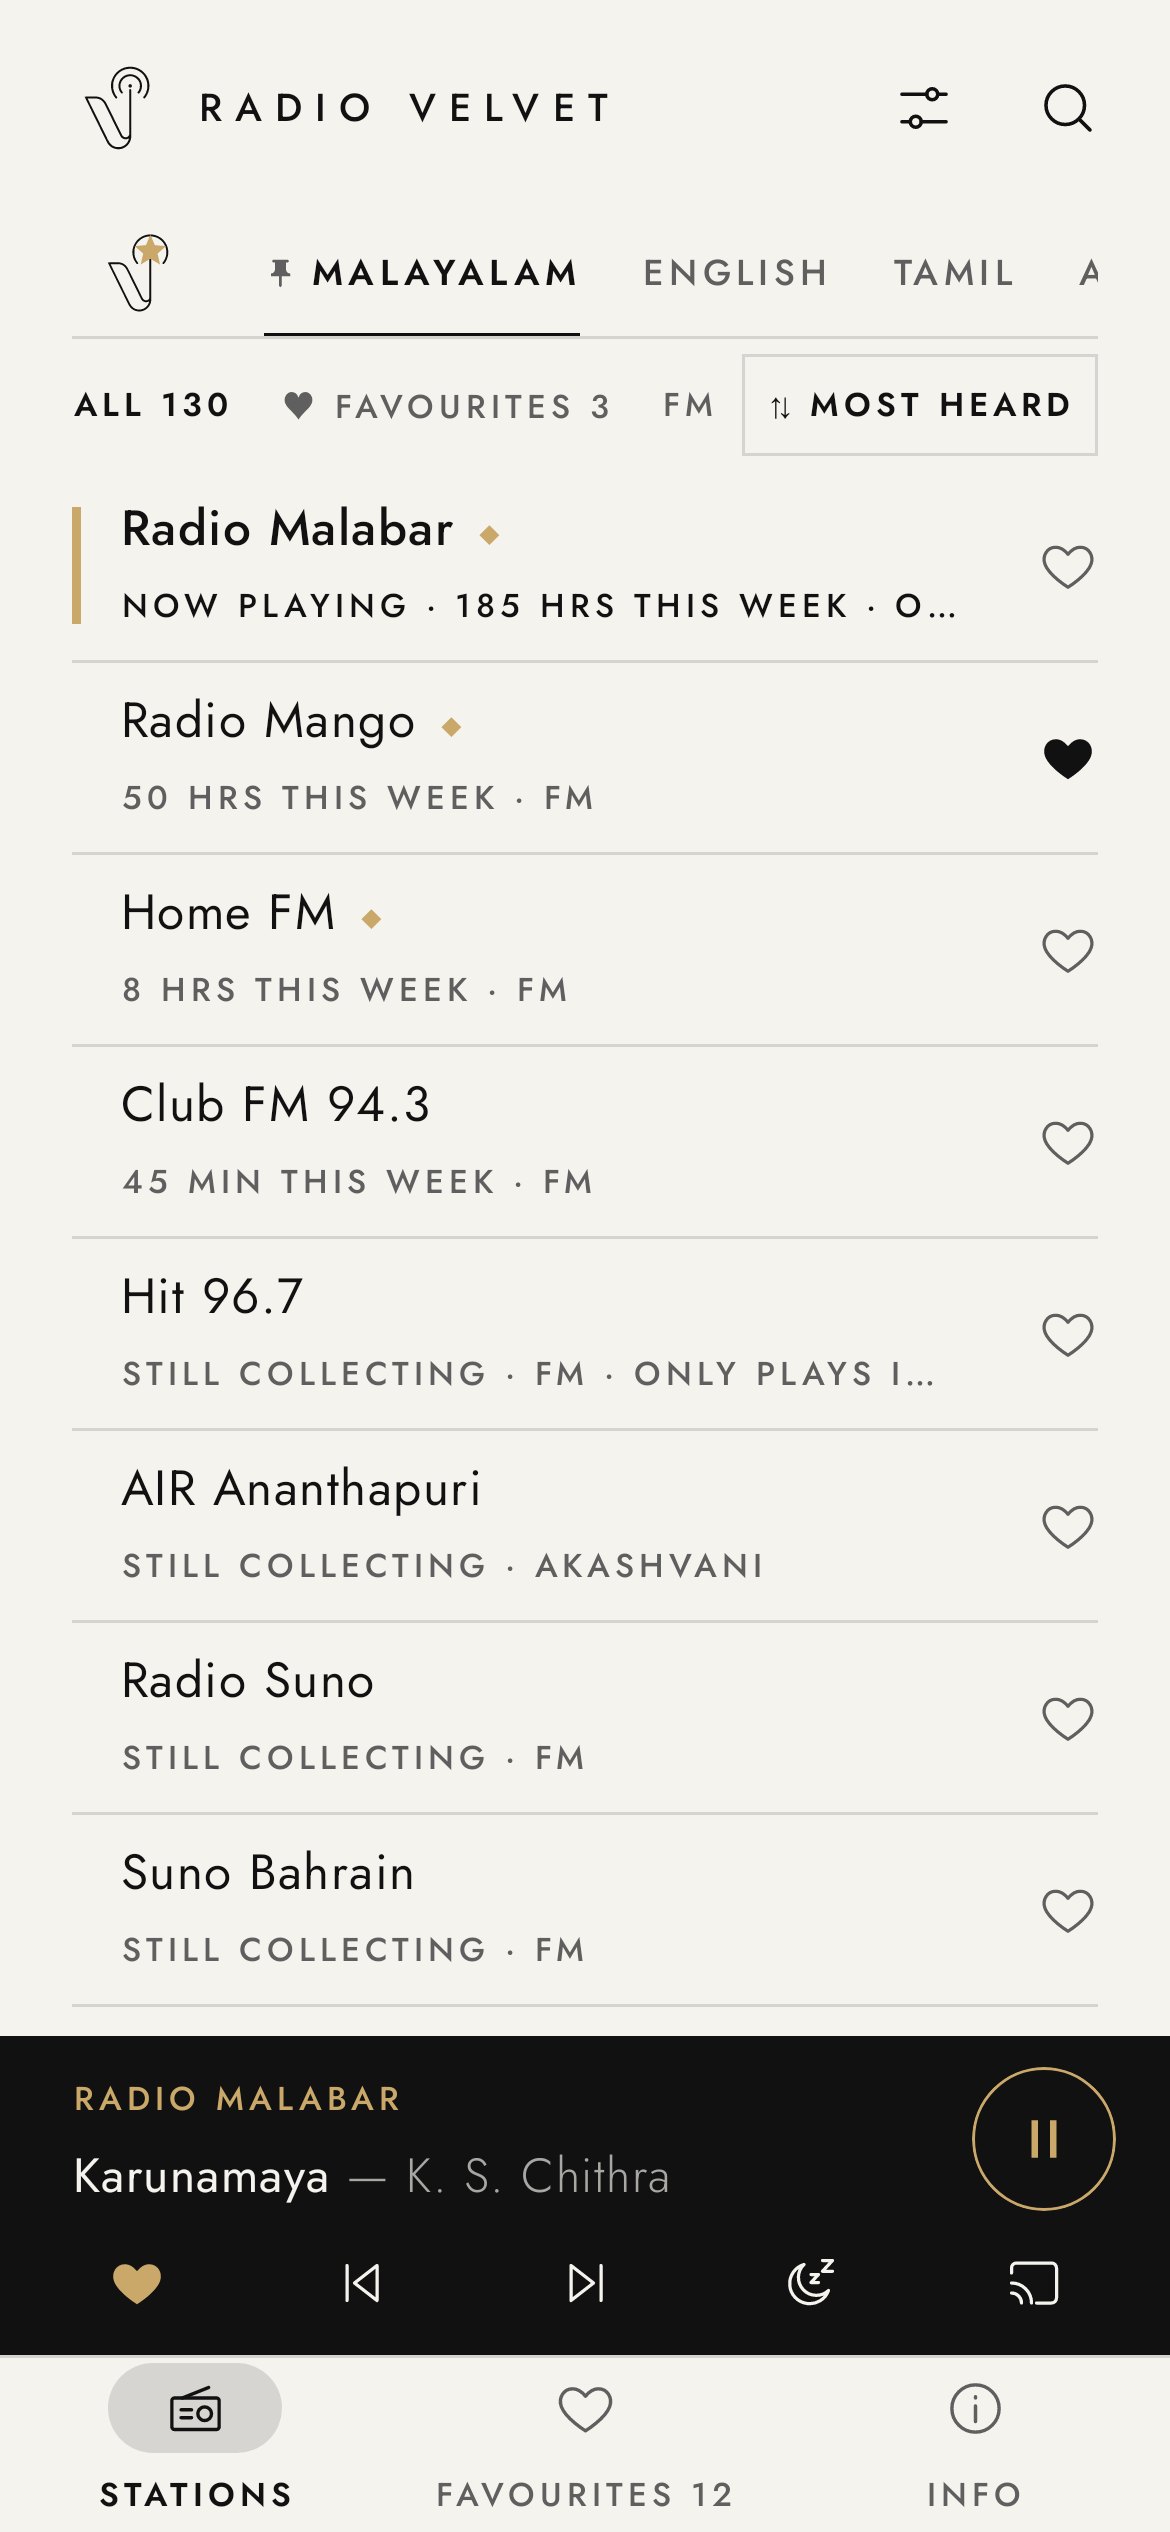 RADIO VELVET
MALAYALAM ENGLISH TAMIL A
ALL 130 FAVOURITES 3 FM MOST HEARD
Radio Malabar
NOW PLAYING · 185 HRS THIS WEEK · O...
Radio Mango
50 HRS THIS WEEK · FM
Home FM
8 HRS THIS WEEK · FM
Club FM 94.3
45 MIN THIS WEEK · FM
Hit 96.7
STILL COLLECTING · FM · ONLY PLAYS I...
AIR Ananthapuri
STILL COLLECTING · AKASHVANI
Radio Suno
STILL COLLECTING · FM
Suno Bahrain
STILL COLLECTING · FM
RADIO MALABAR
Karunamaya — K. S. Chithra
STATIONS FAVOURITES 12 INFO